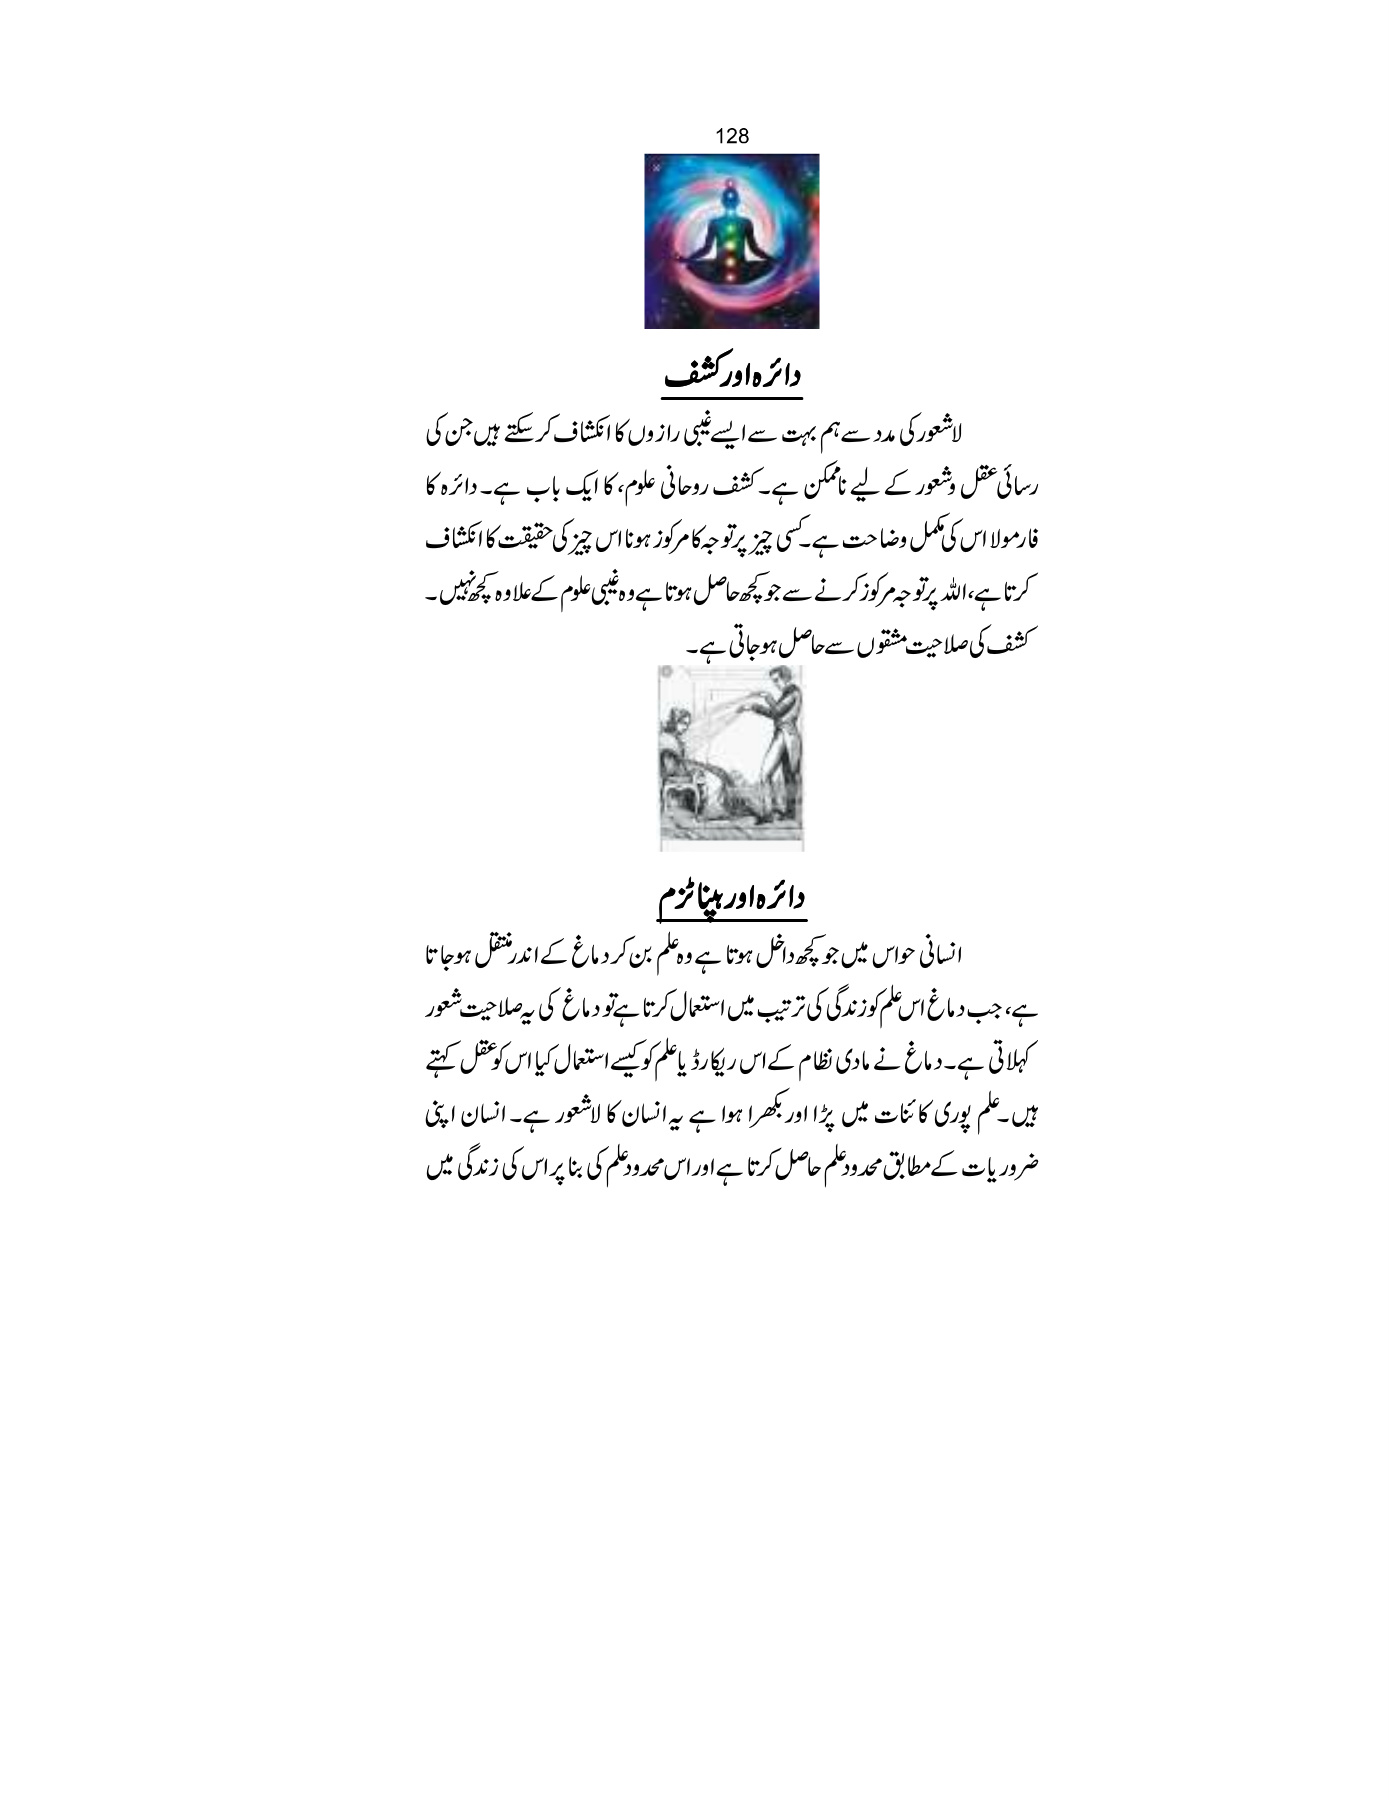 128
دائرہ اور کشف
لاشعور کی مدد سے ہم بہت سے ایسے غیبی رازوں کا انکشاف کر سکتے ہیں جن کی
رسائی عقل وشعور کے لیے ناممکن ہے۔ کشف روحانی علوم، کا ایک باب ہے۔ دائرہ کا
فارمولا اس کی مکمل وضاحت ہے۔ کسی چیز پر توجہ کا مرکوز ہونا اس چیز کی حقیقت کا انکشاف
کرتا ہے، اللہ پر توجہ مرکوز کرنے سے جو کچھ حاصل ہوتا ہے وہ غیبی علوم کے علاوہ کچھ نہیں۔
کشف کی صلاحیت مشقوں سے حاصل ہو جاتی ہے۔
دائرہ اور ہپناٹزم
انسانی حواس میں جو کچھ داخل ہوتا ہے وہ علم بن کر دماغ کے اندر منتقل ہو جاتا
ہے، جب دماغ اس علم کو زندگی کی ترتیب میں استعمال کرتا ہے تو دماغ کی یہ صلاحیت شعور
کہلاتی ہے۔ دماغ نے مادی نظام کے اس ریکارڈ یا علم کو کیسے استعمال کیا اس کو عقل کہتے
ہیں۔ علم پوری کائنات میں پڑا اور بکھرا ہوا ہے یہ انسان کا لاشعور ہے۔ انسان اپنی
ضروریات کے مطابق محدود علم حاصل کرتا ہے اور اس محدود علم کی بنا پر اس کی زندگی میں